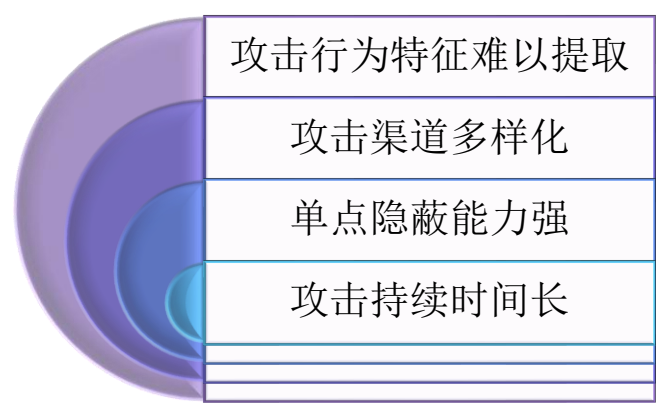 攻击行为特征难以提取
攻击渠道多样化
单点隐蔽能力强
攻击持续时间长